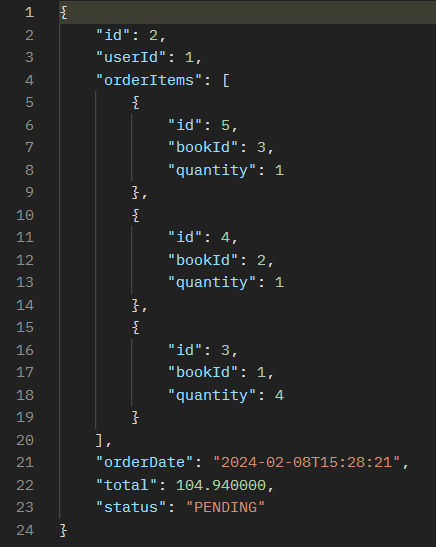 1 {
2     "id": 2,
3     "userId": 1,
4     "orderItems": [
5         {
6             "id": 5,
7             "bookId": 3,
8             "quantity": 1
9         },
10         {
11             "id": 4,
12             "bookId": 2,
13             "quantity": 1
14         },
15         {
16             "id": 3,
17             "bookId": 1,
18             "quantity": 4
19         }
20     ],
21     "orderDate": "2024-02-08T15:28:21",
22     "total": 104.940000,
23     "status": "PENDING"
24 }